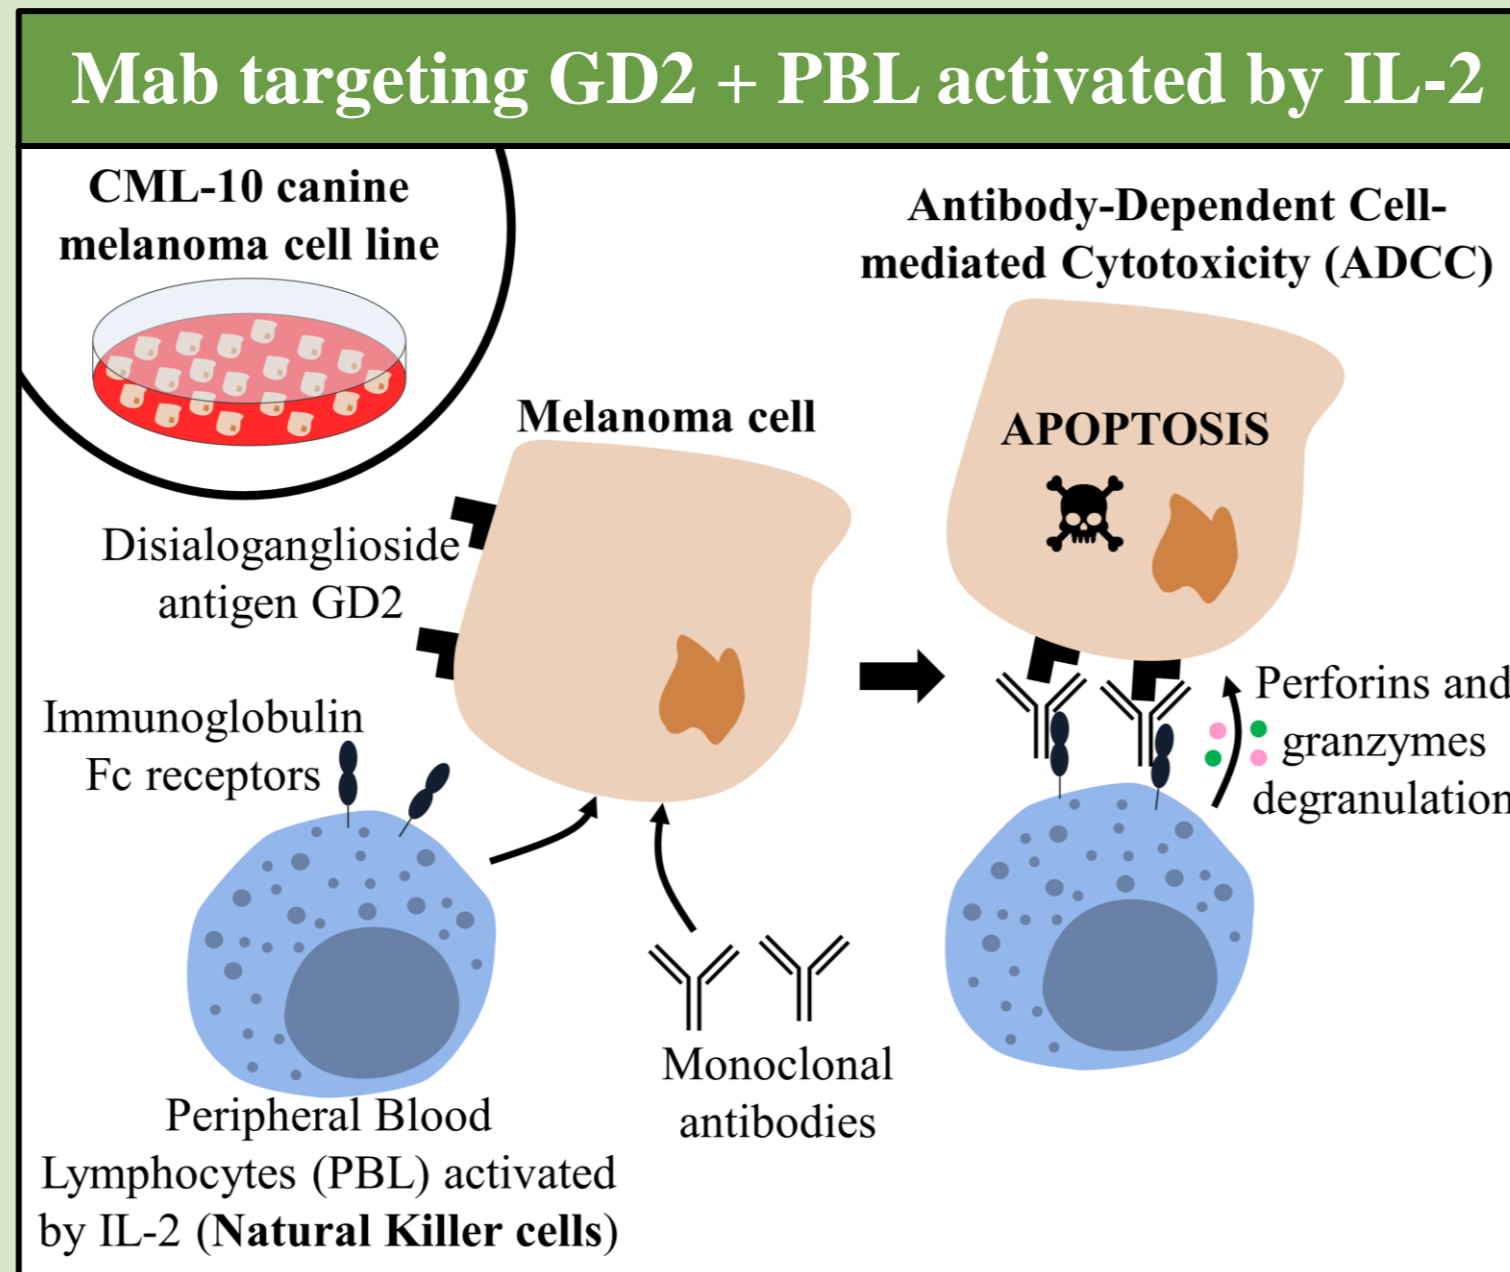 Mab targeting GD2 + PBL activated by IL-2
CML-10 canine
melanoma cell line
Antibody-Dependent Cell-
mediated Cytotoxicity (ADCC)
Melanoma cell
APOPTOSIS
Disialoganglioside
antigen GD2
Immunoglobulin
Fc receptors
Perforins and
granzymes
degranulation
Monoclonal
antibodies
Peripheral Blood
Lymphocytes (PBL) activated
by IL-2 (Natural Killer cells)